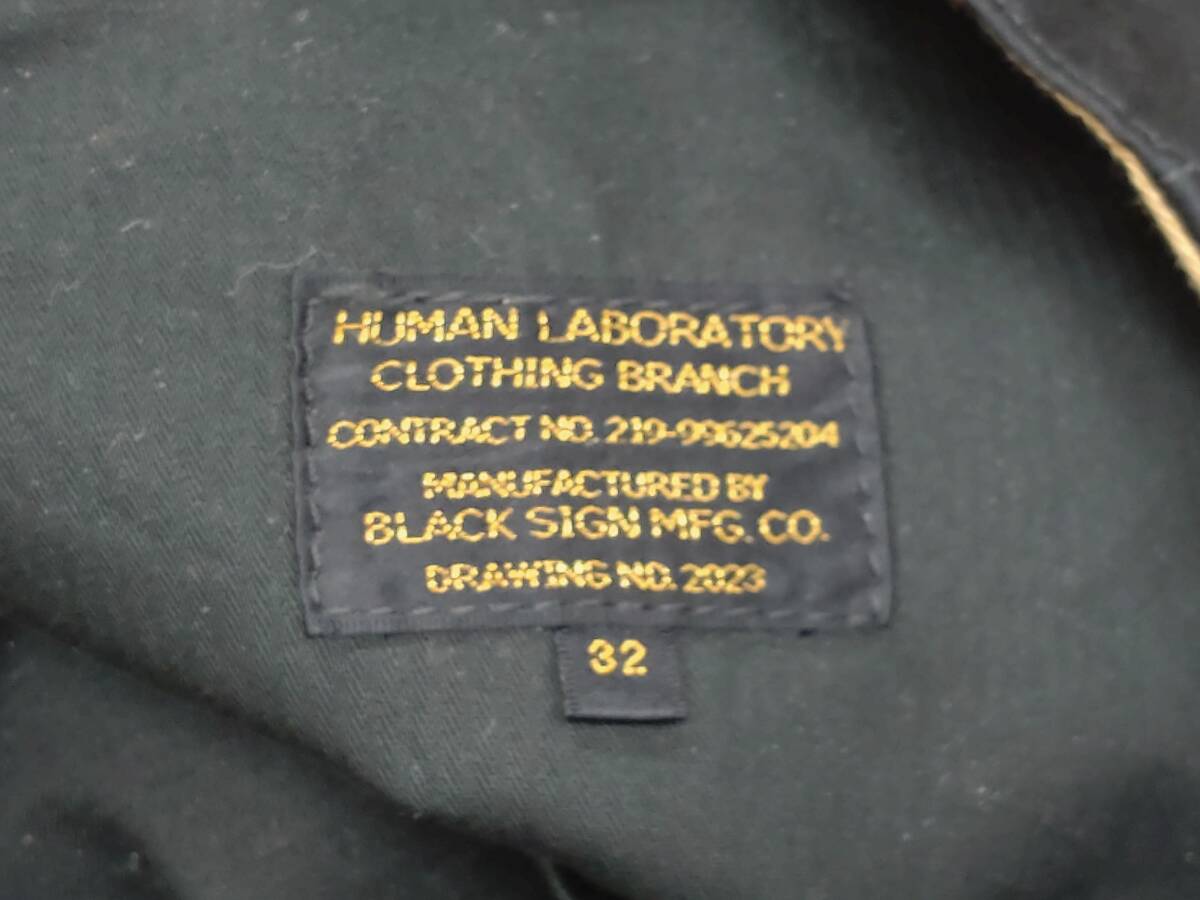 HUMAN LABORATORY
CLOTHING BRANCH
CONTRACT NO. 219-99625204
MANUFACTURED BY
BLACK SIGN MFG. CO.
DRAWING NO. 2023
32